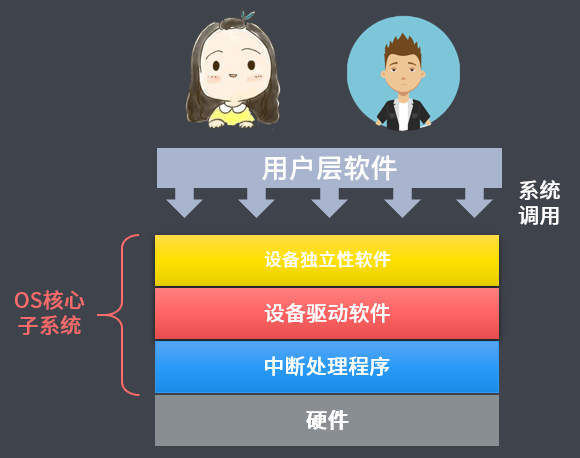 用户层软件
系统
调用
设备独立性软件
OS核心
子系统
设备驱动软件
中断处理程序
硬件